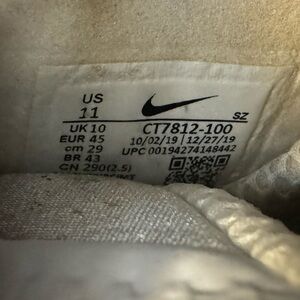 US
11
SZ
UK 10
CT7812-100
EUR 45
10/02/19 12/27/19
cm 29
UPC 00194274148442
BR 43
CN 290(2.5)